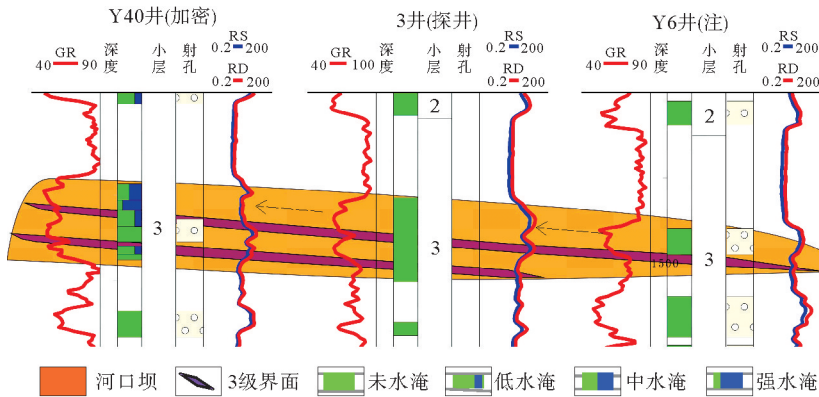 Y40井(加密)
GR
40 90
深度
小层
射孔
RS
0.2 200
RD
0.2 200
3
3井(探井)
GR
40 100
深度
小层
射孔
RS
0.2 200
RD
0.2 200
2
3
Y6井(注)
GR
40 90
深度
小层
射孔
RS
0.2 200
RD
0.2 200
2
1500
3
河口坝
3级界面
未水淹
低水淹
中水淹
强水淹